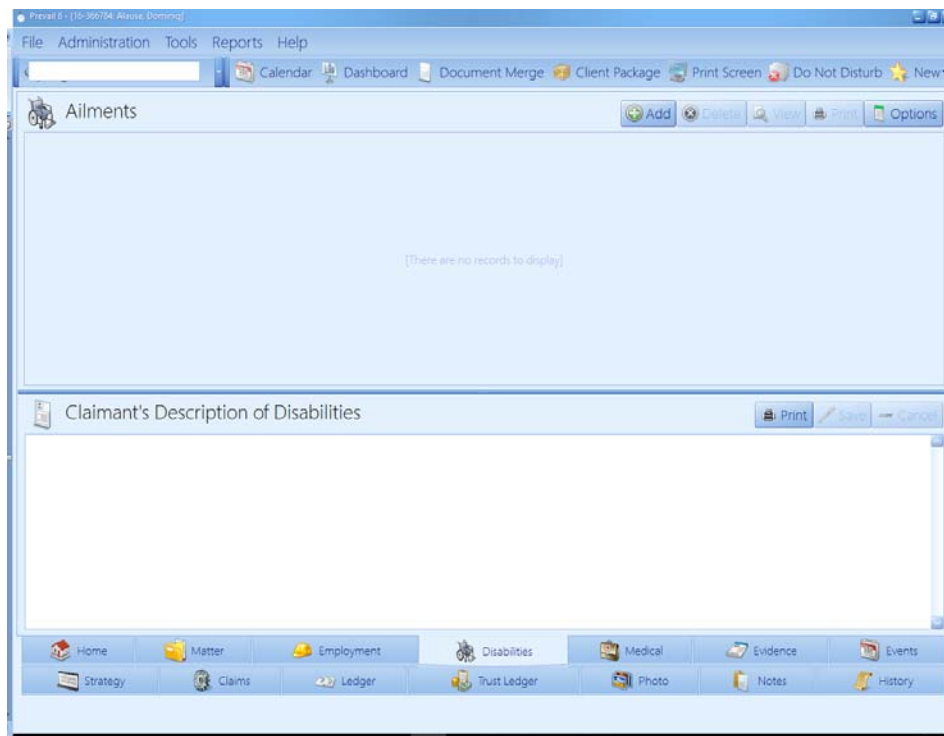 Prevail 8 - [16-366704: Alause, Dominiq]
File Administration Tools Reports Help
Calendar Dashboard Document Merge Client Package Print Screen Do Not Disturb New
Ailments
Add Delete View Print Options
[There are no records to display]
Claimant's Description of Disabilities
Print Save Cancel
Home Matter Employment Disabilities Medical Evidence Events
Strategy Claims Ledger Trust Ledger Photo Notes History